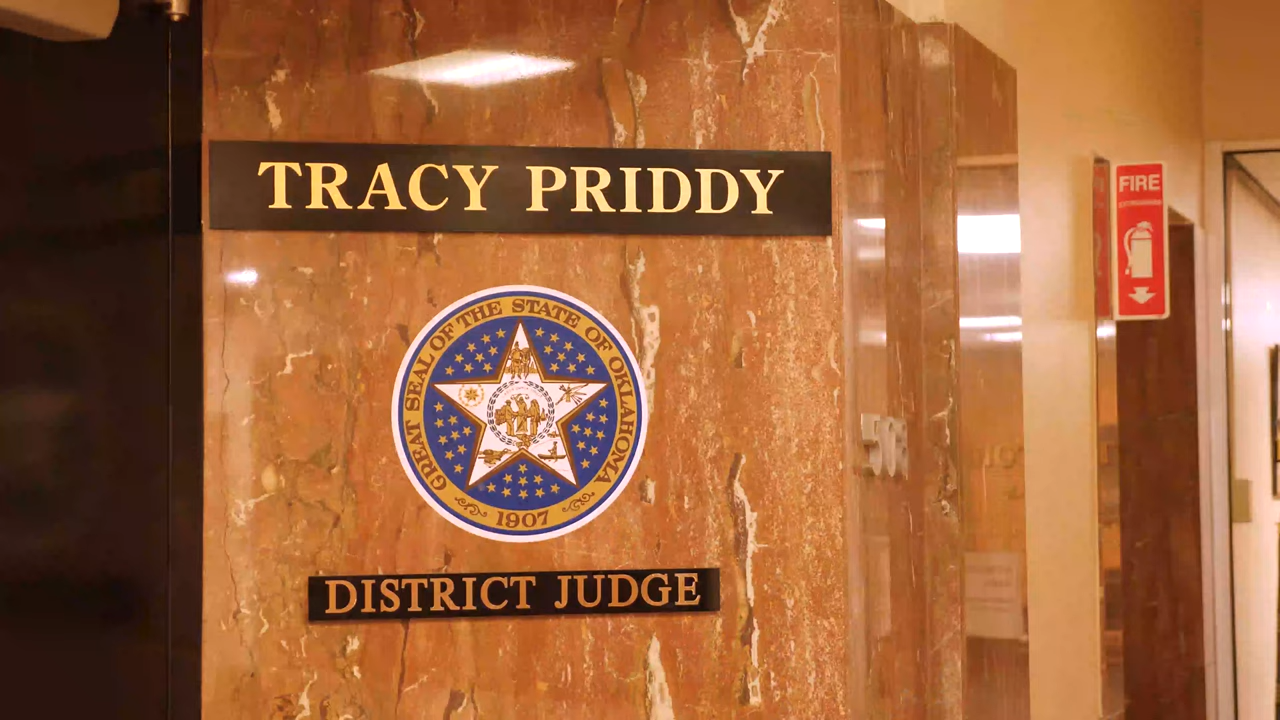 TRACY PRIDDY
GREAT SEAL OF THE STATE OF OKLAHOMA
1907
DISTRICT JUDGE
FIRE